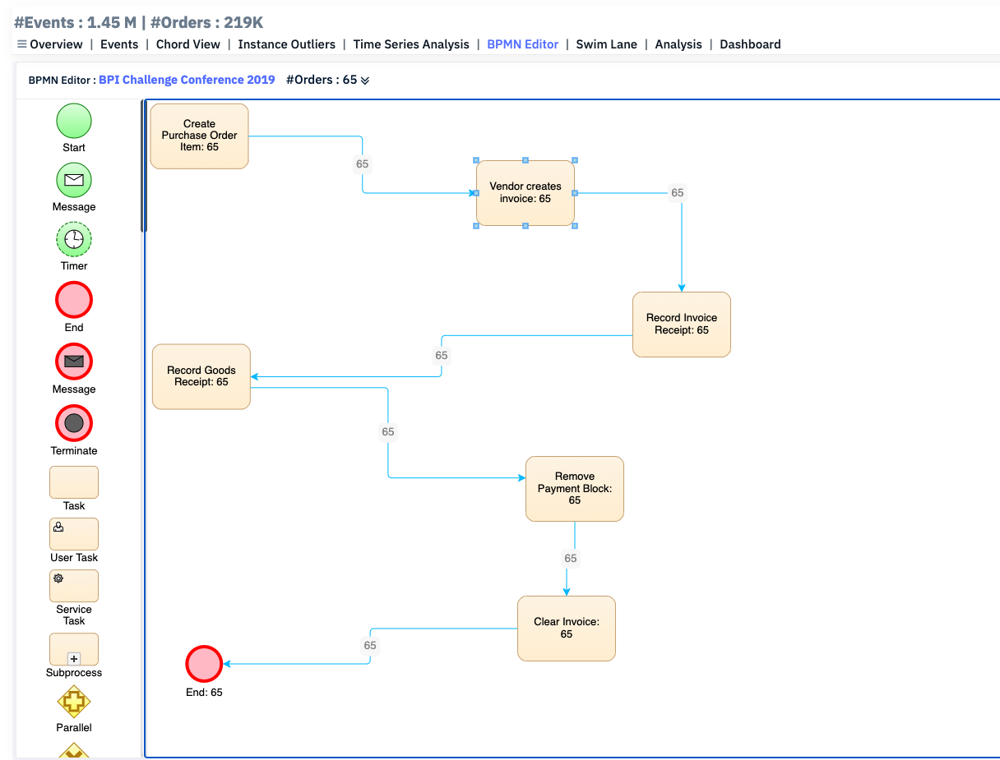 #Events : 1.45 M | #Orders : 219K
Overview | Events | Chord View | Instance Outliers | Time Series Analysis | BPMN Editor | Swim Lane | Analysis | Dashboard
BPMN Editor : BPI Challenge Conference 2019 #Orders : 65
Start
Message
Timer
End
Message
Terminate
Task
User Task
Service
Task
Subprocess
Parallel
Create
Purchase Order
Item: 65
65
Vendor creates
invoice: 65
65
Record Invoice
Receipt: 65
65
Record Goods
Receipt: 65
65
Remove
Payment Block:
65
65
Clear Invoice:
65
65
End: 65